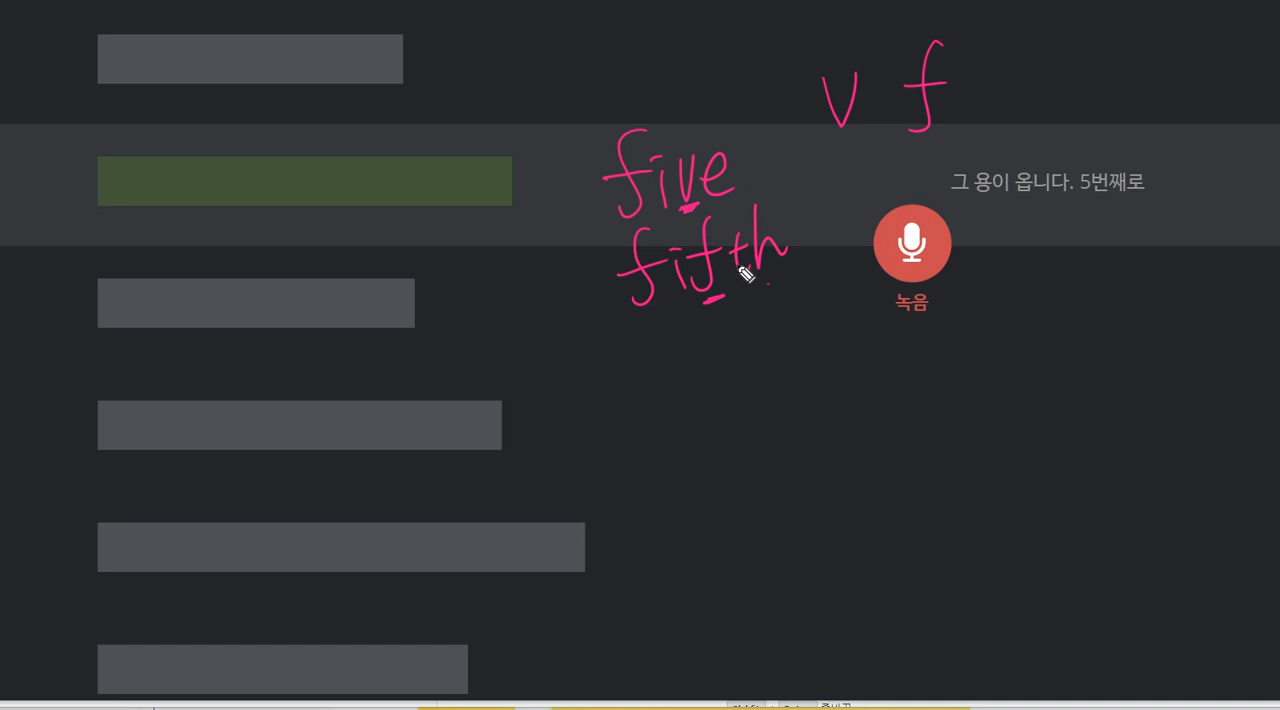 v f
five
그 용이 옵니다. 5번째로
fifth
녹음